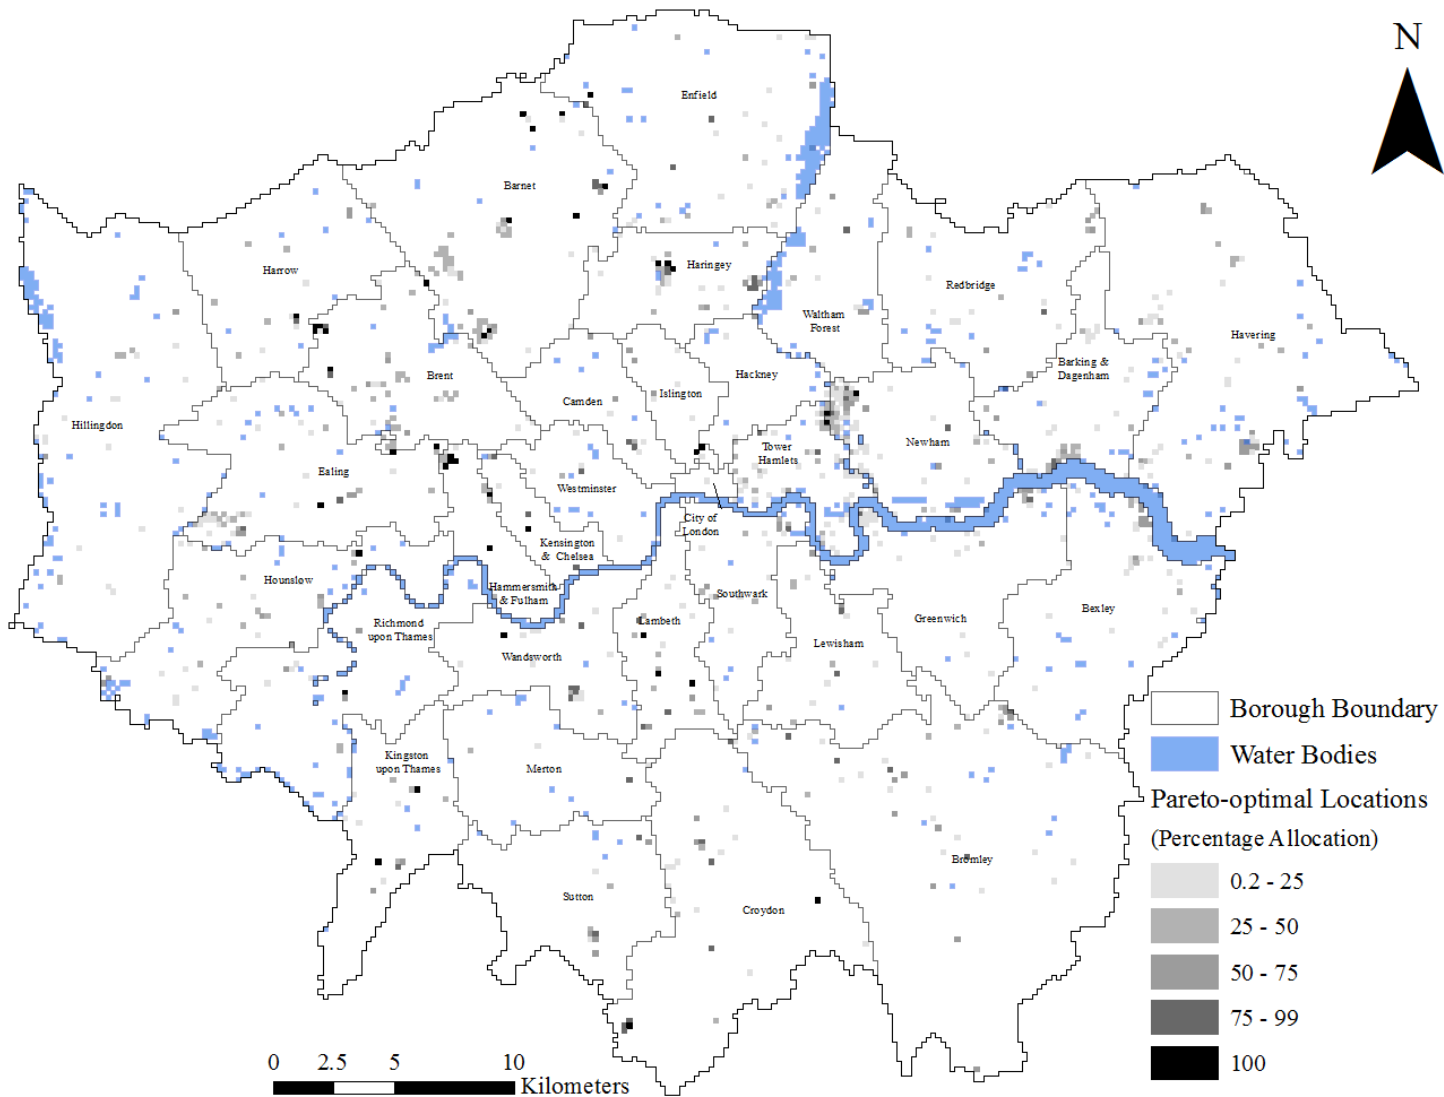 N
Enfield
Barnet
Harrow
Haringey
Redbridge
Waltham
Forest
Havering
Barking &
Dagenham
Hackney
Brent
Islington
Camden
Hillingdon
Newham
Tower
Hamlets
Ealing
Westminster
City of
London
Kensington
& Chelsea
Hounslow
Hammersmith
& Fulham
Southwark
Bexley
Greenwich
Lambeth
Richmond
upon Thames
Lewisham
Wandsworth
Kingston
upon Thames
Merton
Bromley
Sutton
Croydon
Borough Boundary
Water Bodies
Pareto-optimal Locations
(Percentage Allocation)
0.2 - 25
25 - 50
50 - 75
75 - 99
100
0 2.5 5 10
Kilometers